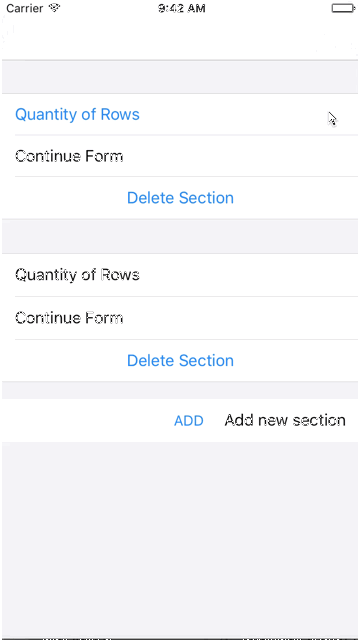 Carrier 9:42 AM
Quantity of Rows
Continue Form
Delete Section
Quantity of Rows
Continue Form
Delete Section
ADD Add new section